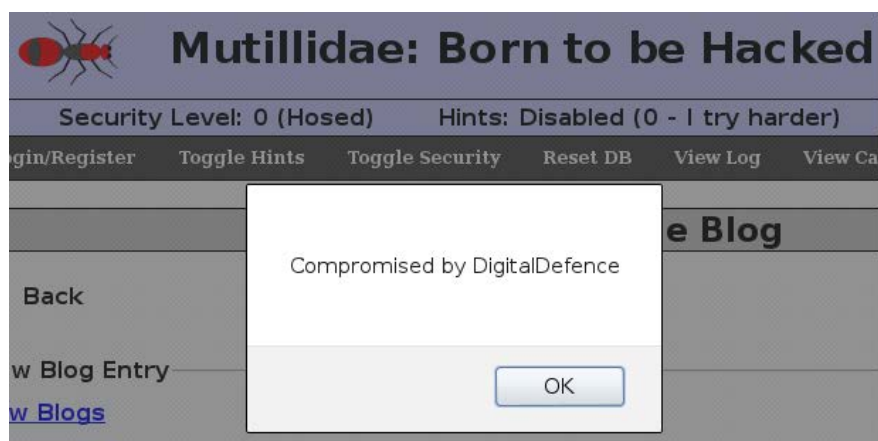 Mutillidae: Born to be Hacked
Security Level: 0 (Hosed) Hints: Disabled (0 - I try harder)
Toggle Hints Toggle Security Reset DB View Log View
e Blog
Compromised by DigitalDefence
Back
Blog Entry
Blogs
OK